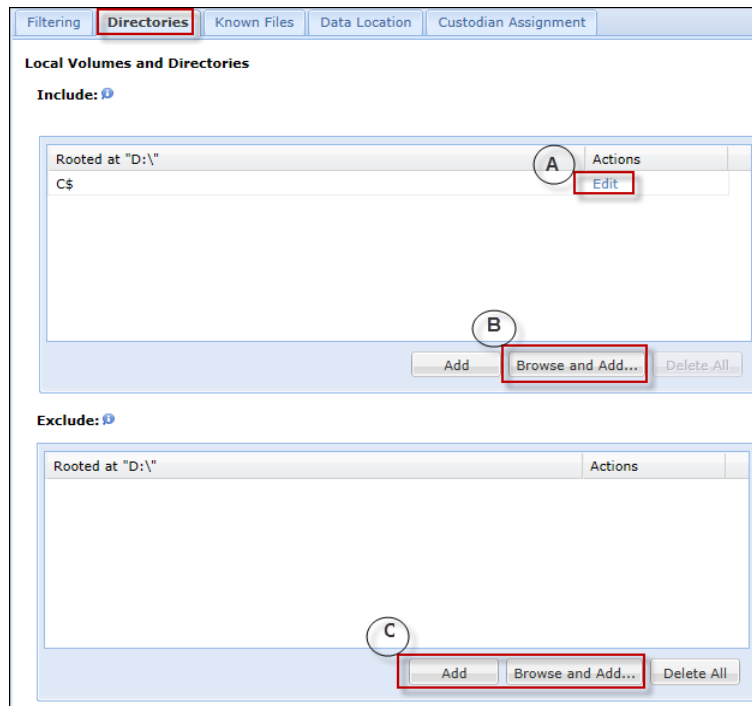 Filtering Directories Known Files Data Location Custodian Assignment
Local Volumes and Directories
Include:
Rooted at "D:\" A Actions
C$ Edit
B
Add Browse and Add... Delete All
Exclude:
Rooted at "D:\" Actions
C
Add Browse and Add... Delete All